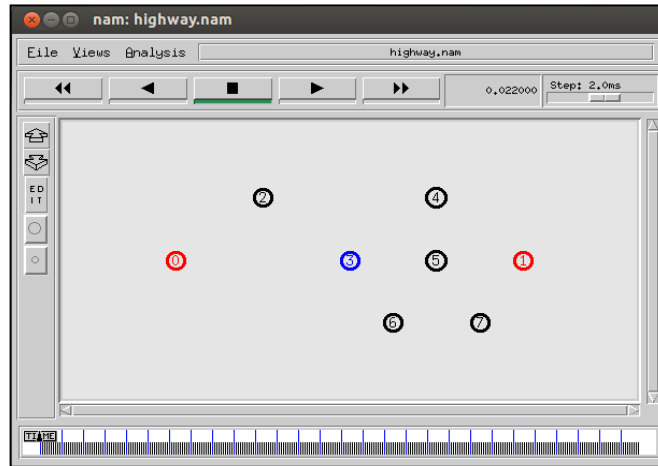 nam: highway.nam
File Views Analysis highway.nam
0.022000 Step: 2.0ms
ED
IT
2 4
0 3 5 1
6 7
TIME